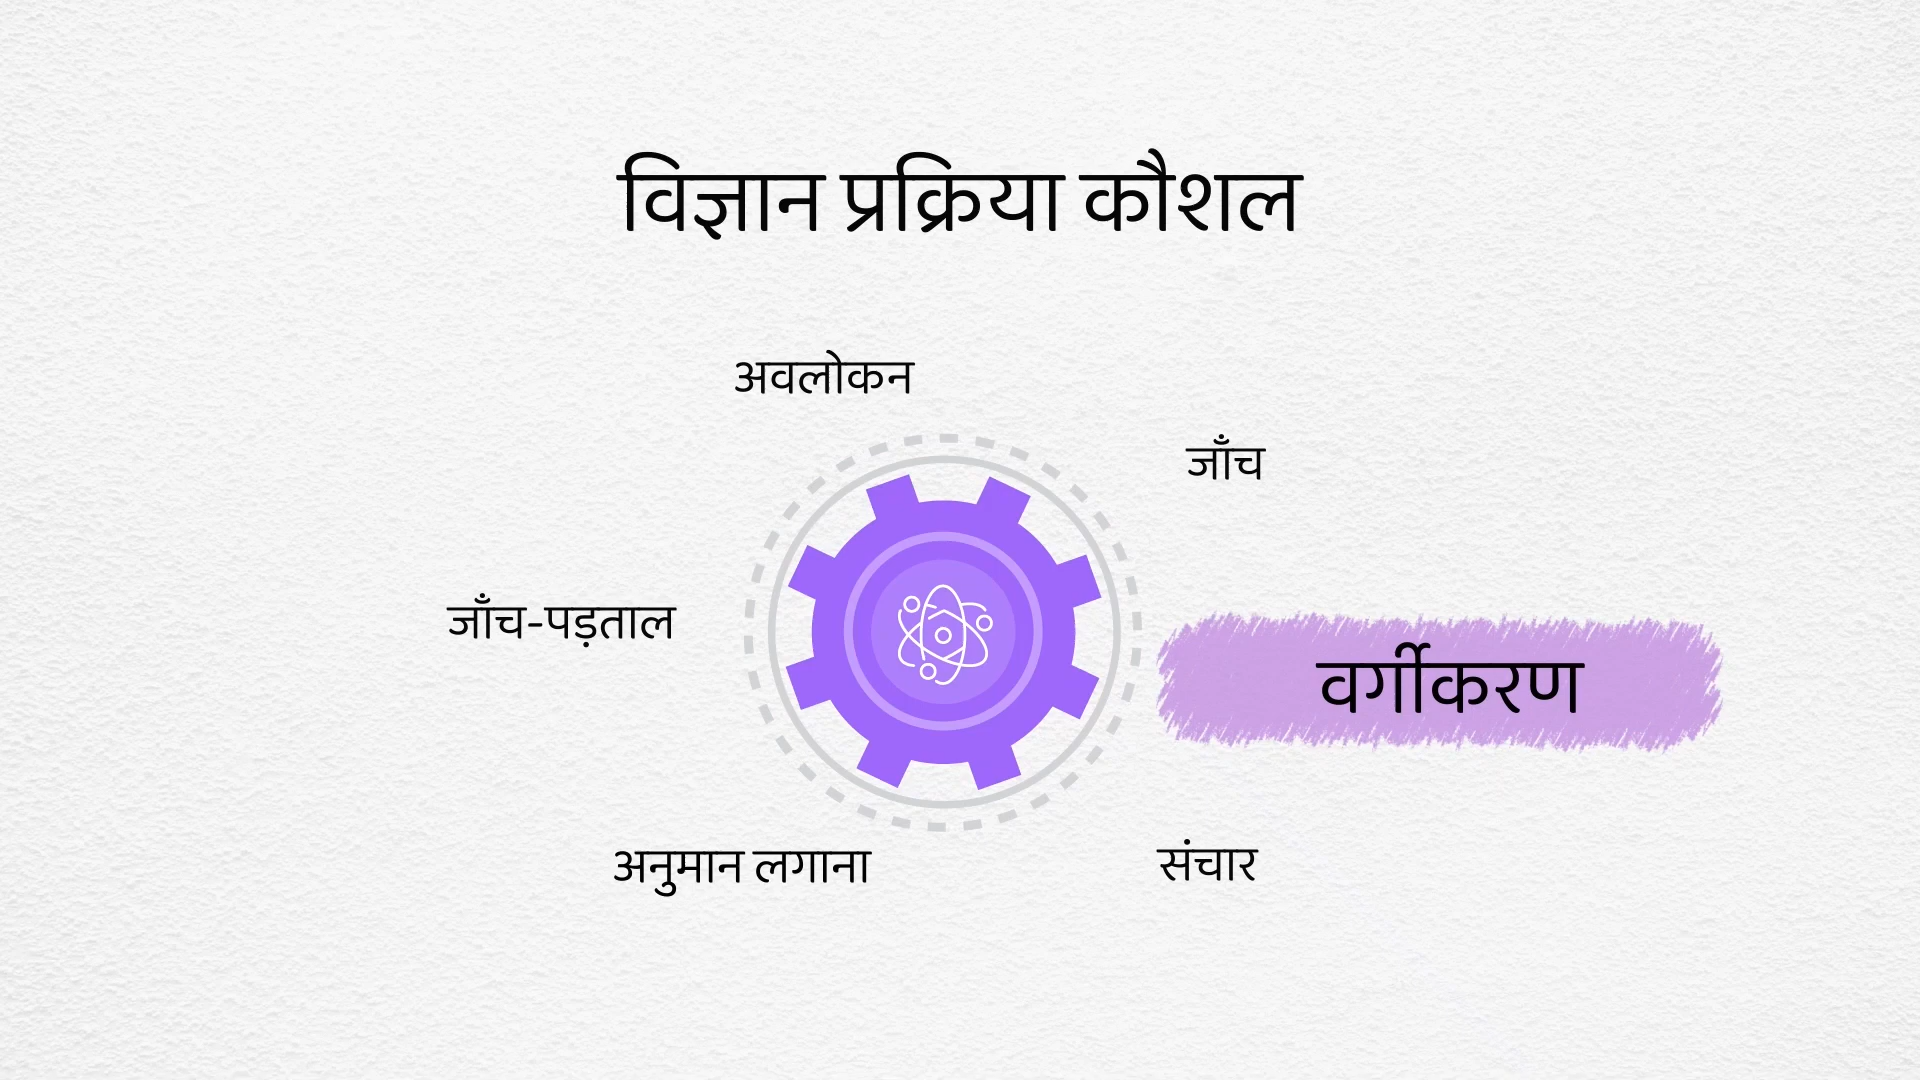 विज्ञान प्रक्रिया कौशल
अवलोकन
जाँच
जाँच-पड़ताल
वर्गीकरण
अनुमान लगाना
संचार